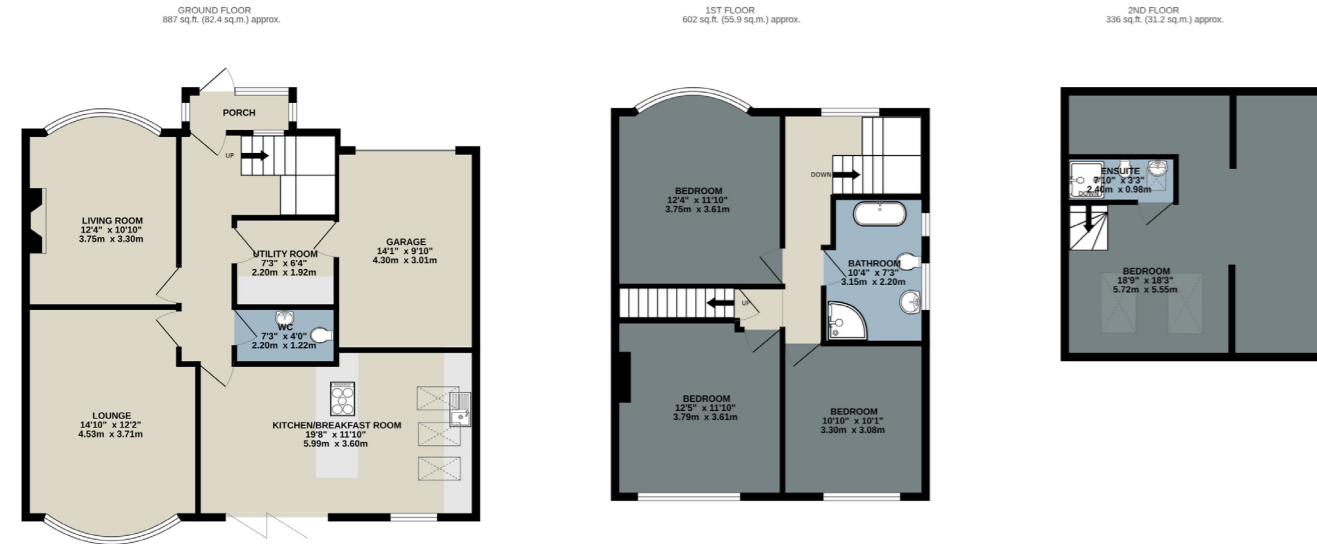 GROUND FLOOR
887 sq.ft. (82.4 sq.m.) approx.
PORCH
UP
LIVING ROOM
12'4" x 10'10"
3.75m x 3.30m
UTILITY ROOM
7'3" x 6'4"
2.20m x 1.92m
GARAGE
14'1" x 9'10"
4.30m x 3.01m
WC
7'3" x 4'0"
2.20m x 1.22m
LOUNGE
14'10" x 12'2"
4.53m x 3.71m
KITCHEN/BREAKFAST ROOM
19'8" x 11'10"
5.99m x 3.60m
1ST FLOOR
602 sq.ft. (55.9 sq.m.) approx.
BEDROOM
12'4" x 11'10"
3.75m x 3.61m
DOWN
BATHROOM
10'4" x 7'3"
3.15m x 2.20m
UP
BEDROOM
12'5" x 11'10"
3.79m x 3.61m
BEDROOM
10'10" x 10'1"
3.30m x 3.08m
2ND FLOOR
336 sq.ft. (31.2 sq.m.) approx.
ENSUITE
7'10" x 3'3"
2.40m x 0.98m
DOWN
BEDROOM
18'9" x 18'3"
5.72m x 5.55m